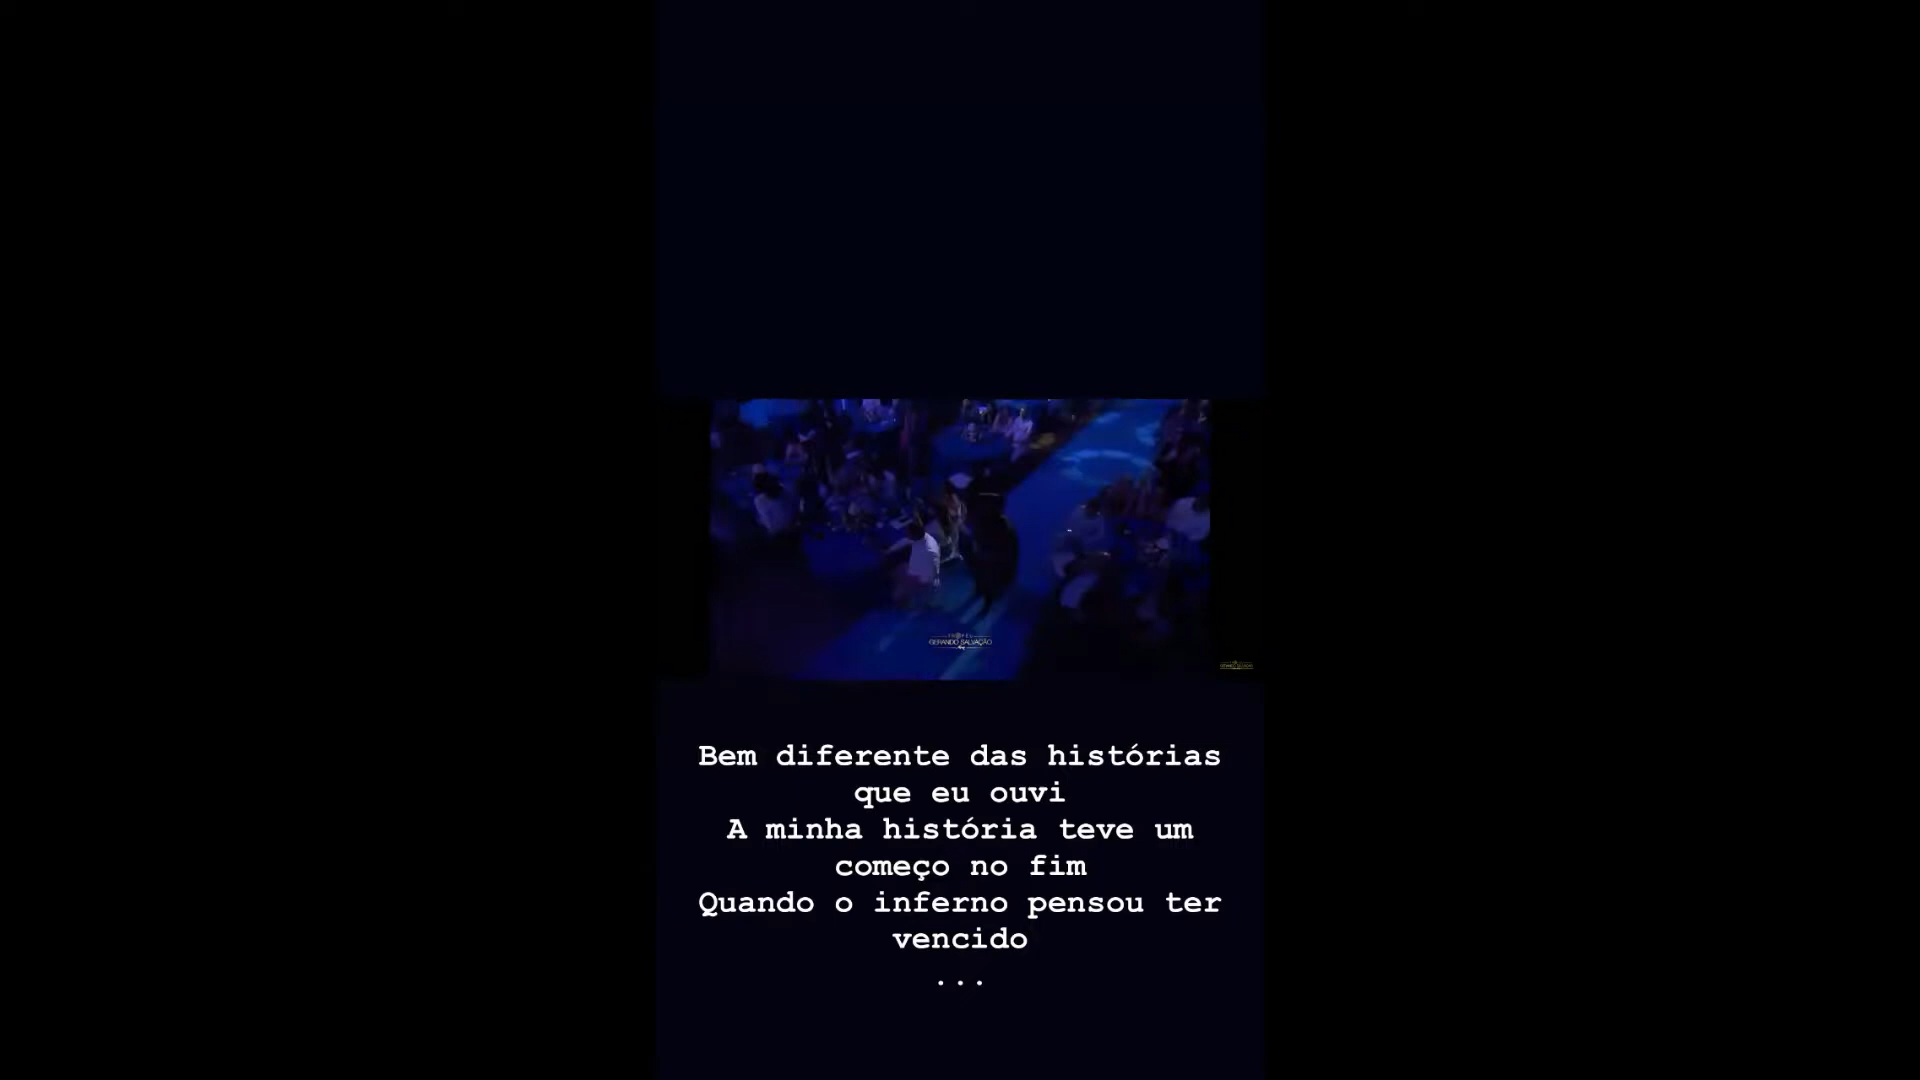 GERANDO SALVAÇÃO
Bem diferente das histórias
que eu ouvi
A minha história teve um
começo no fim
Quando o inferno pensou ter
vencido
...